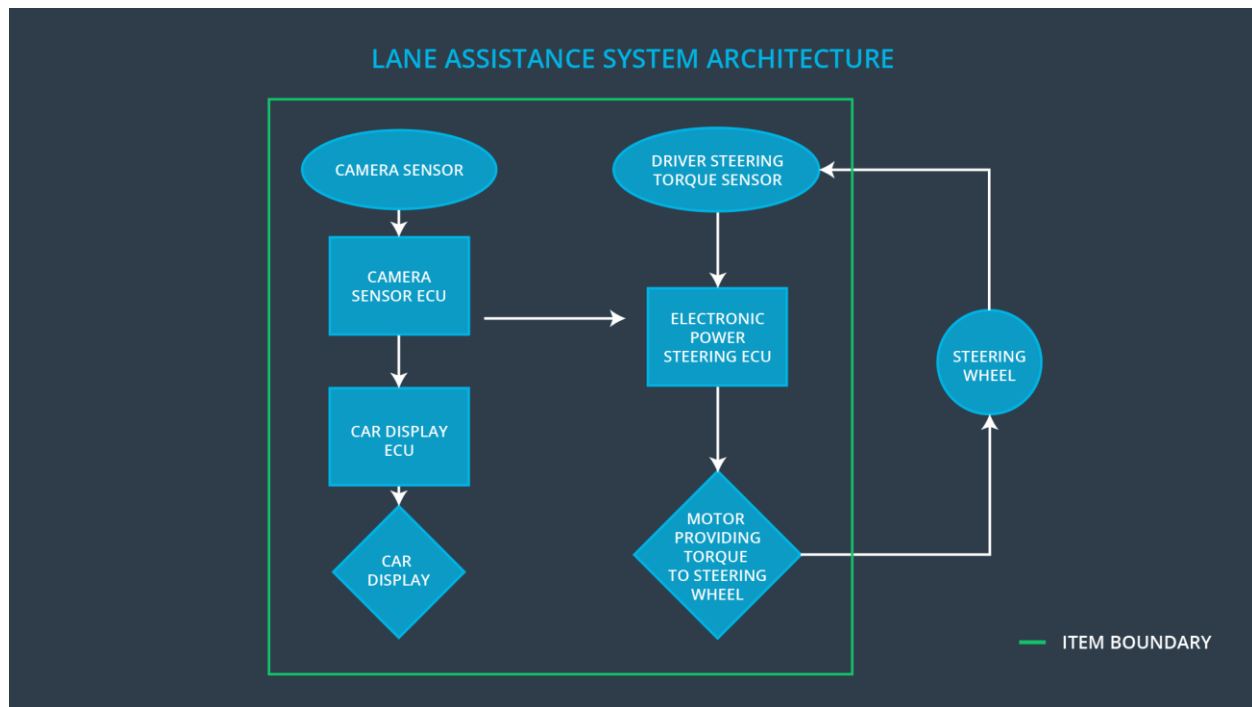 LANE ASSISTANCE SYSTEM ARCHITECTURE
CAMERA SENSOR
CAMERA
SENSOR ECU
CAR DISPLAY
ECU
CAR
DISPLAY
DRIVER STEERING
TORQUE SENSOR
ELECTRONIC
POWER
STEERING ECU
MOTOR
PROVIDING
TORQUE
TO STEERING
WHEEL
STEERING
WHEEL
ITEM BOUNDARY